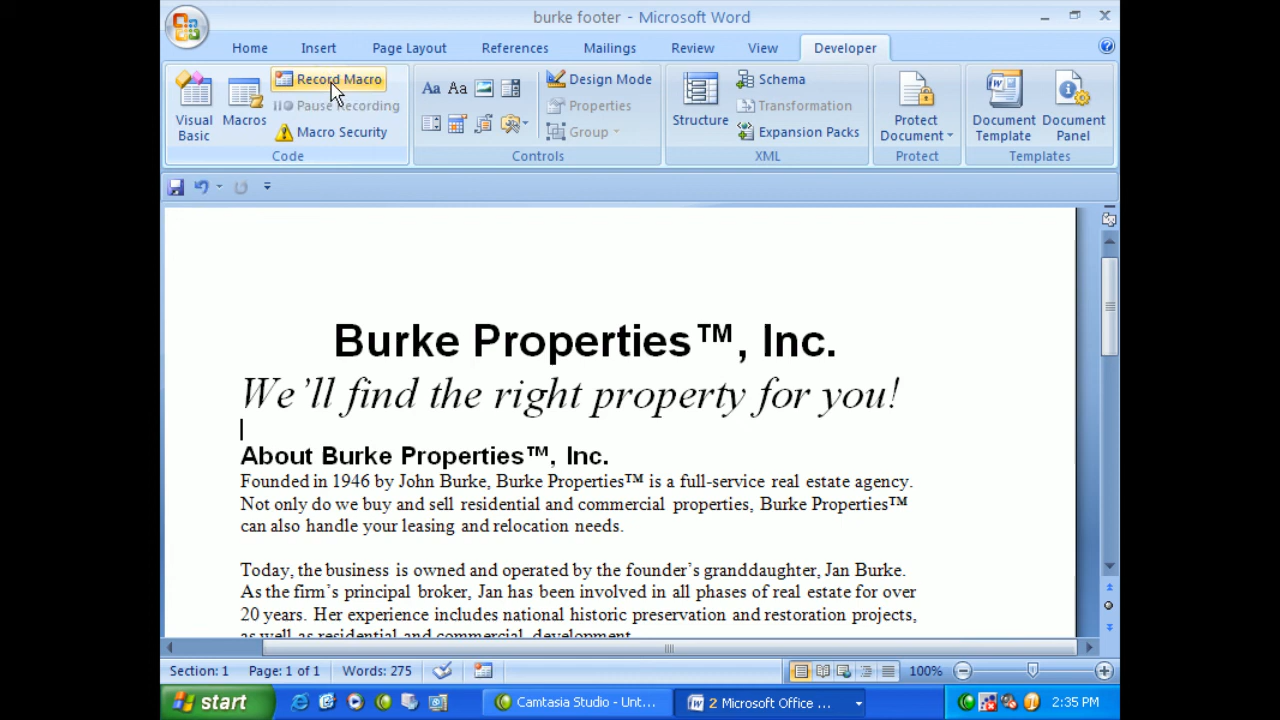 burke footer - Microsoft Word
Home Insert Page Layout References Mailings Review View Developer
Visual Basic
Macros
Record Macro
Pause Recording
Macro Security
Code
Aa Aa
Design Mode
Properties
Group
Controls
Structure
Schema
Transformation
Expansion Packs
XML
Protect Document
Protect
Document Template
Document Panel
Templates
Burke Properties™, Inc.
We’ll find the right property for you!
About Burke Properties™, Inc.
Founded in 1946 by John Burke, Burke Properties™ is a full-service real estate agency.
Not only do we buy and sell residential and commercial properties, Burke Properties™
can also handle your leasing and relocation needs.
Today, the business is owned and operated by the founder’s granddaughter, Jan Burke.
As the firm’s principal broker, Jan has been involved in all phases of real estate for over
20 years. Her experience includes national historic preservation and restoration projects,
as well as residential and commercial development.
Section: 1 Page: 1 of 1 Words: 275 100%
start Camtasia Studio - Unt... 2 Microsoft Office ... 2:35 PM